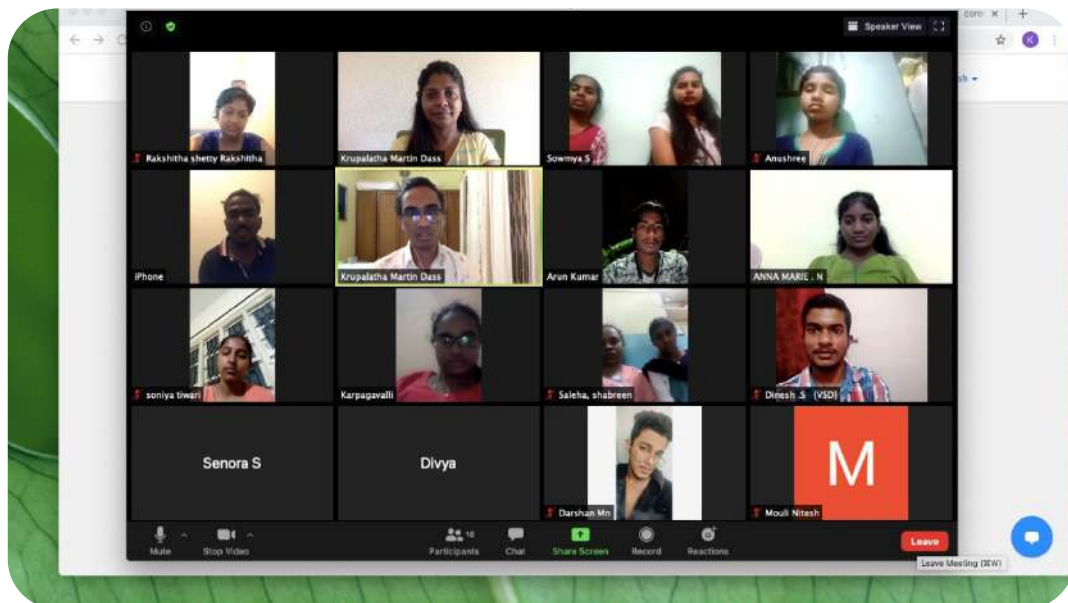 core
Speaker View
K
sh
Rakshitha shetty Rakshitha
Krupalatha Martin Dass
Sowmya S
Anushree
iPhone
Krupalatha Martin Dass
Arun Kumar
ANNA MARIE . N
soniya tiwari
Karpagavalli
Saleha, shabreen
Dinesh .S (VSD)
Senora S
Divya
Darshan Mn
M
Mouli Nitesh
Mute
Stop Video
Participants
16
Chat
Share Screen
Record
Reactions
Leave
Leave Meeting (⌘W)